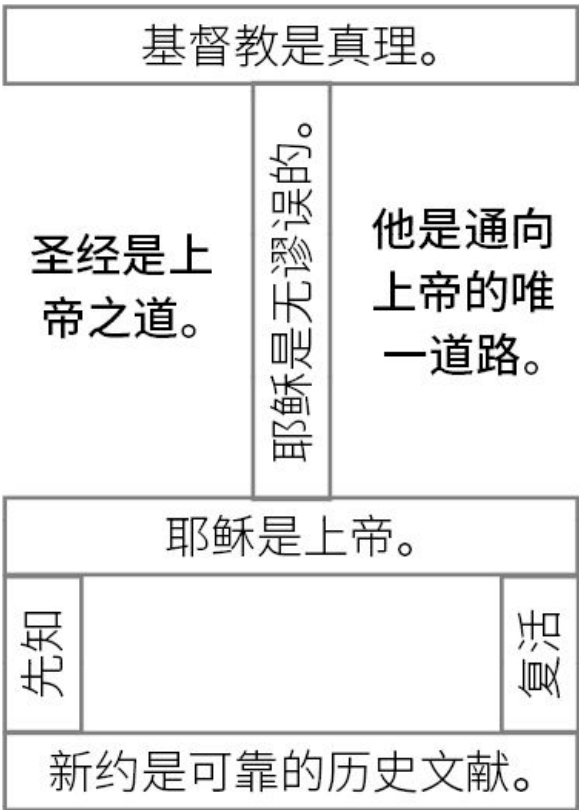 基督教是真理。
圣经是上
帝之道。
耶稣是无谬误的。
他是通向
上帝的唯
一道路。
耶稣是上帝。
先知
复活
新约是可靠的历史文献。